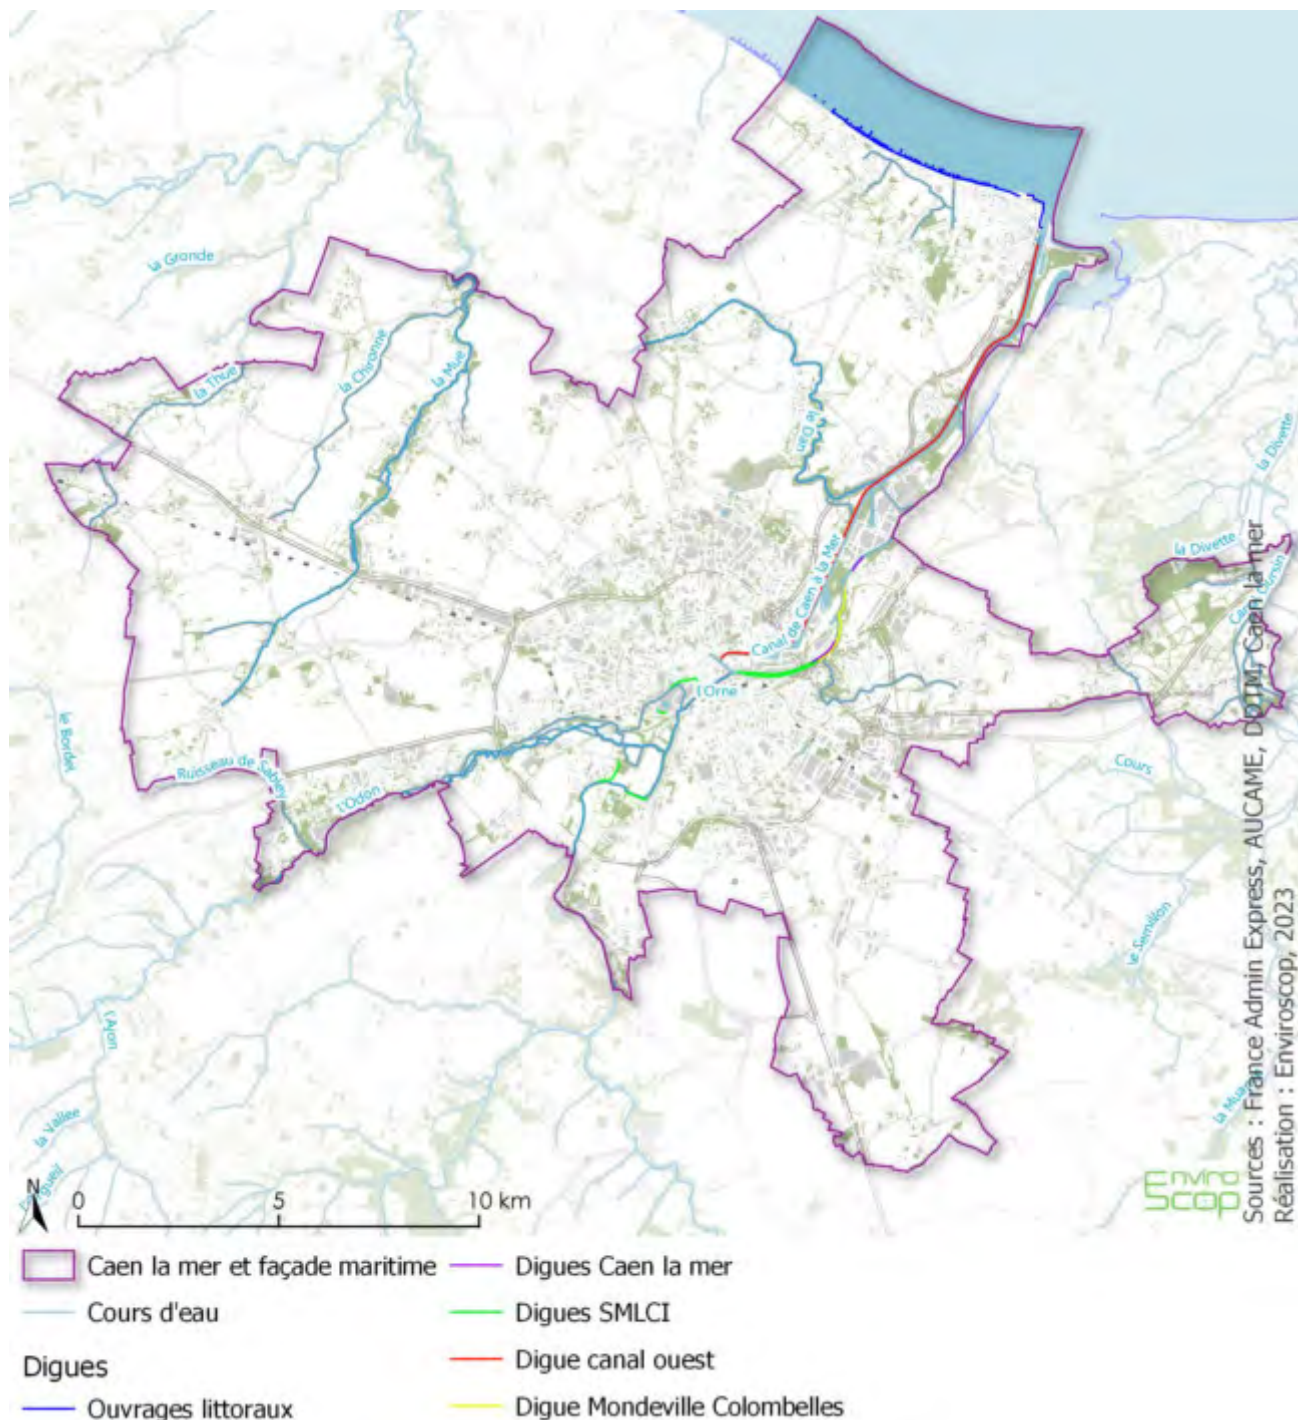 la Gronde
la Thue
la Chironne
la Mue
le Dan
la Divette
la Divette
Canal Oursin
Canal de Caen à la Mer
l'Orne
le Bordel
Ruisseau de Sabley
l'Odon
Cours
le Semillon
l'Ajon
la Vallée
N
0 5 10 km
Enviro
Scop
Sources : France Admin Express, AUCAME, DDTM, Caen la mer
Réalisation : Enviroscop, 2023
Caen la mer et façade maritime
Cours d'eau
Digues
Ouvrages littoraux
Digues Caen la mer
Digues SMLCI
Digue canal ouest
Digue Mondeville Colombelles